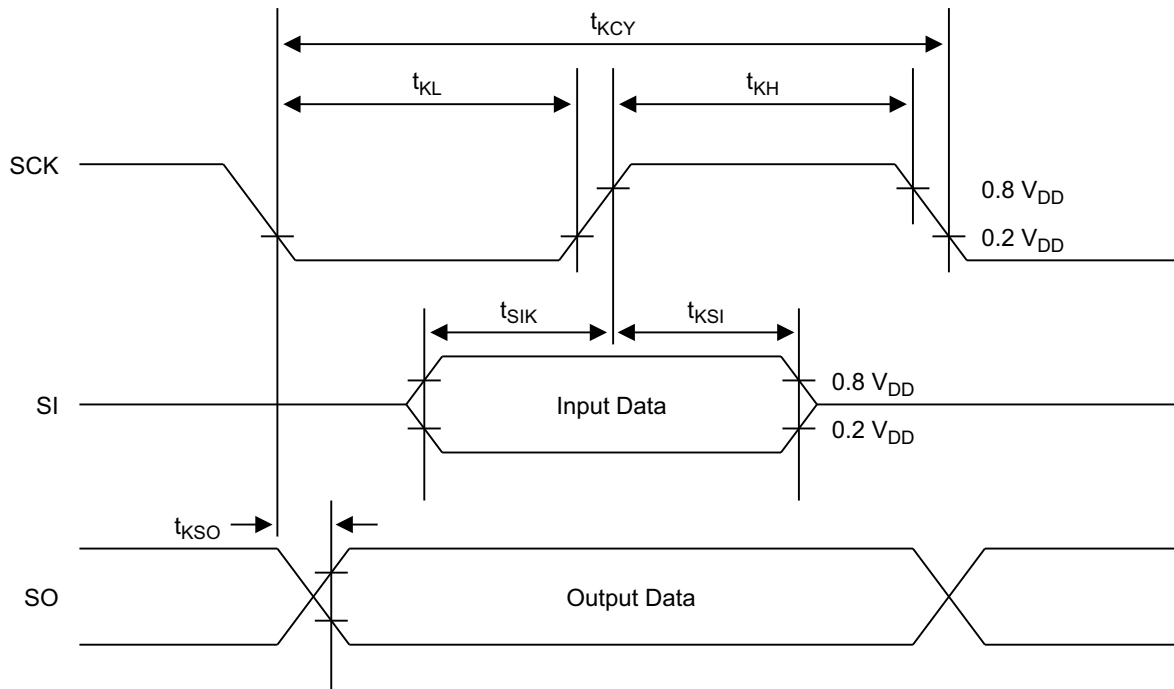 tKCY
tKL
tKH
SCK
0.8 VDD
0.2 VDD
tSIK
tKSI
SI
Input Data
0.8 VDD
0.2 VDD
tKSO
SO
Output Data